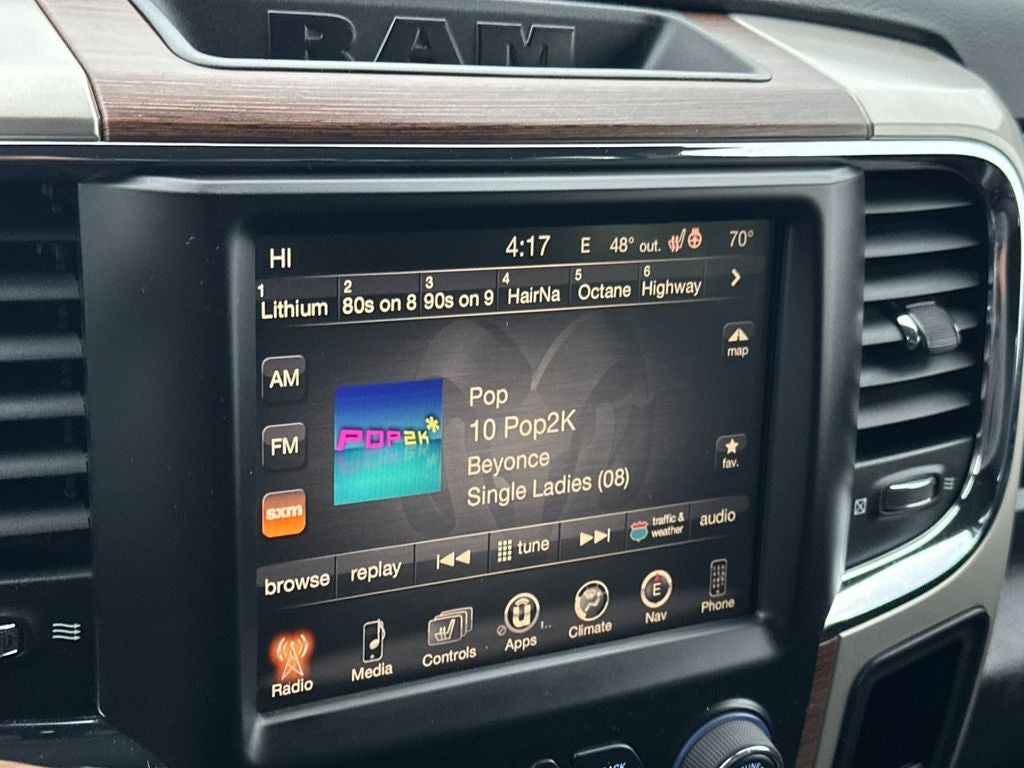 RAM
HI 4:17 E 48° out. 70°
1 Lithium 2 80s on 8 3 90s on 9 4 HairNa 5 Octane 6 Highway >
map
AM
FM
sxm
POP2K*
Pop
10 Pop2K
Beyonce
Single Ladies (08)
fav.
browse replay tune traffic & weather audio
Radio Media Controls Apps Climate E Nav Phone